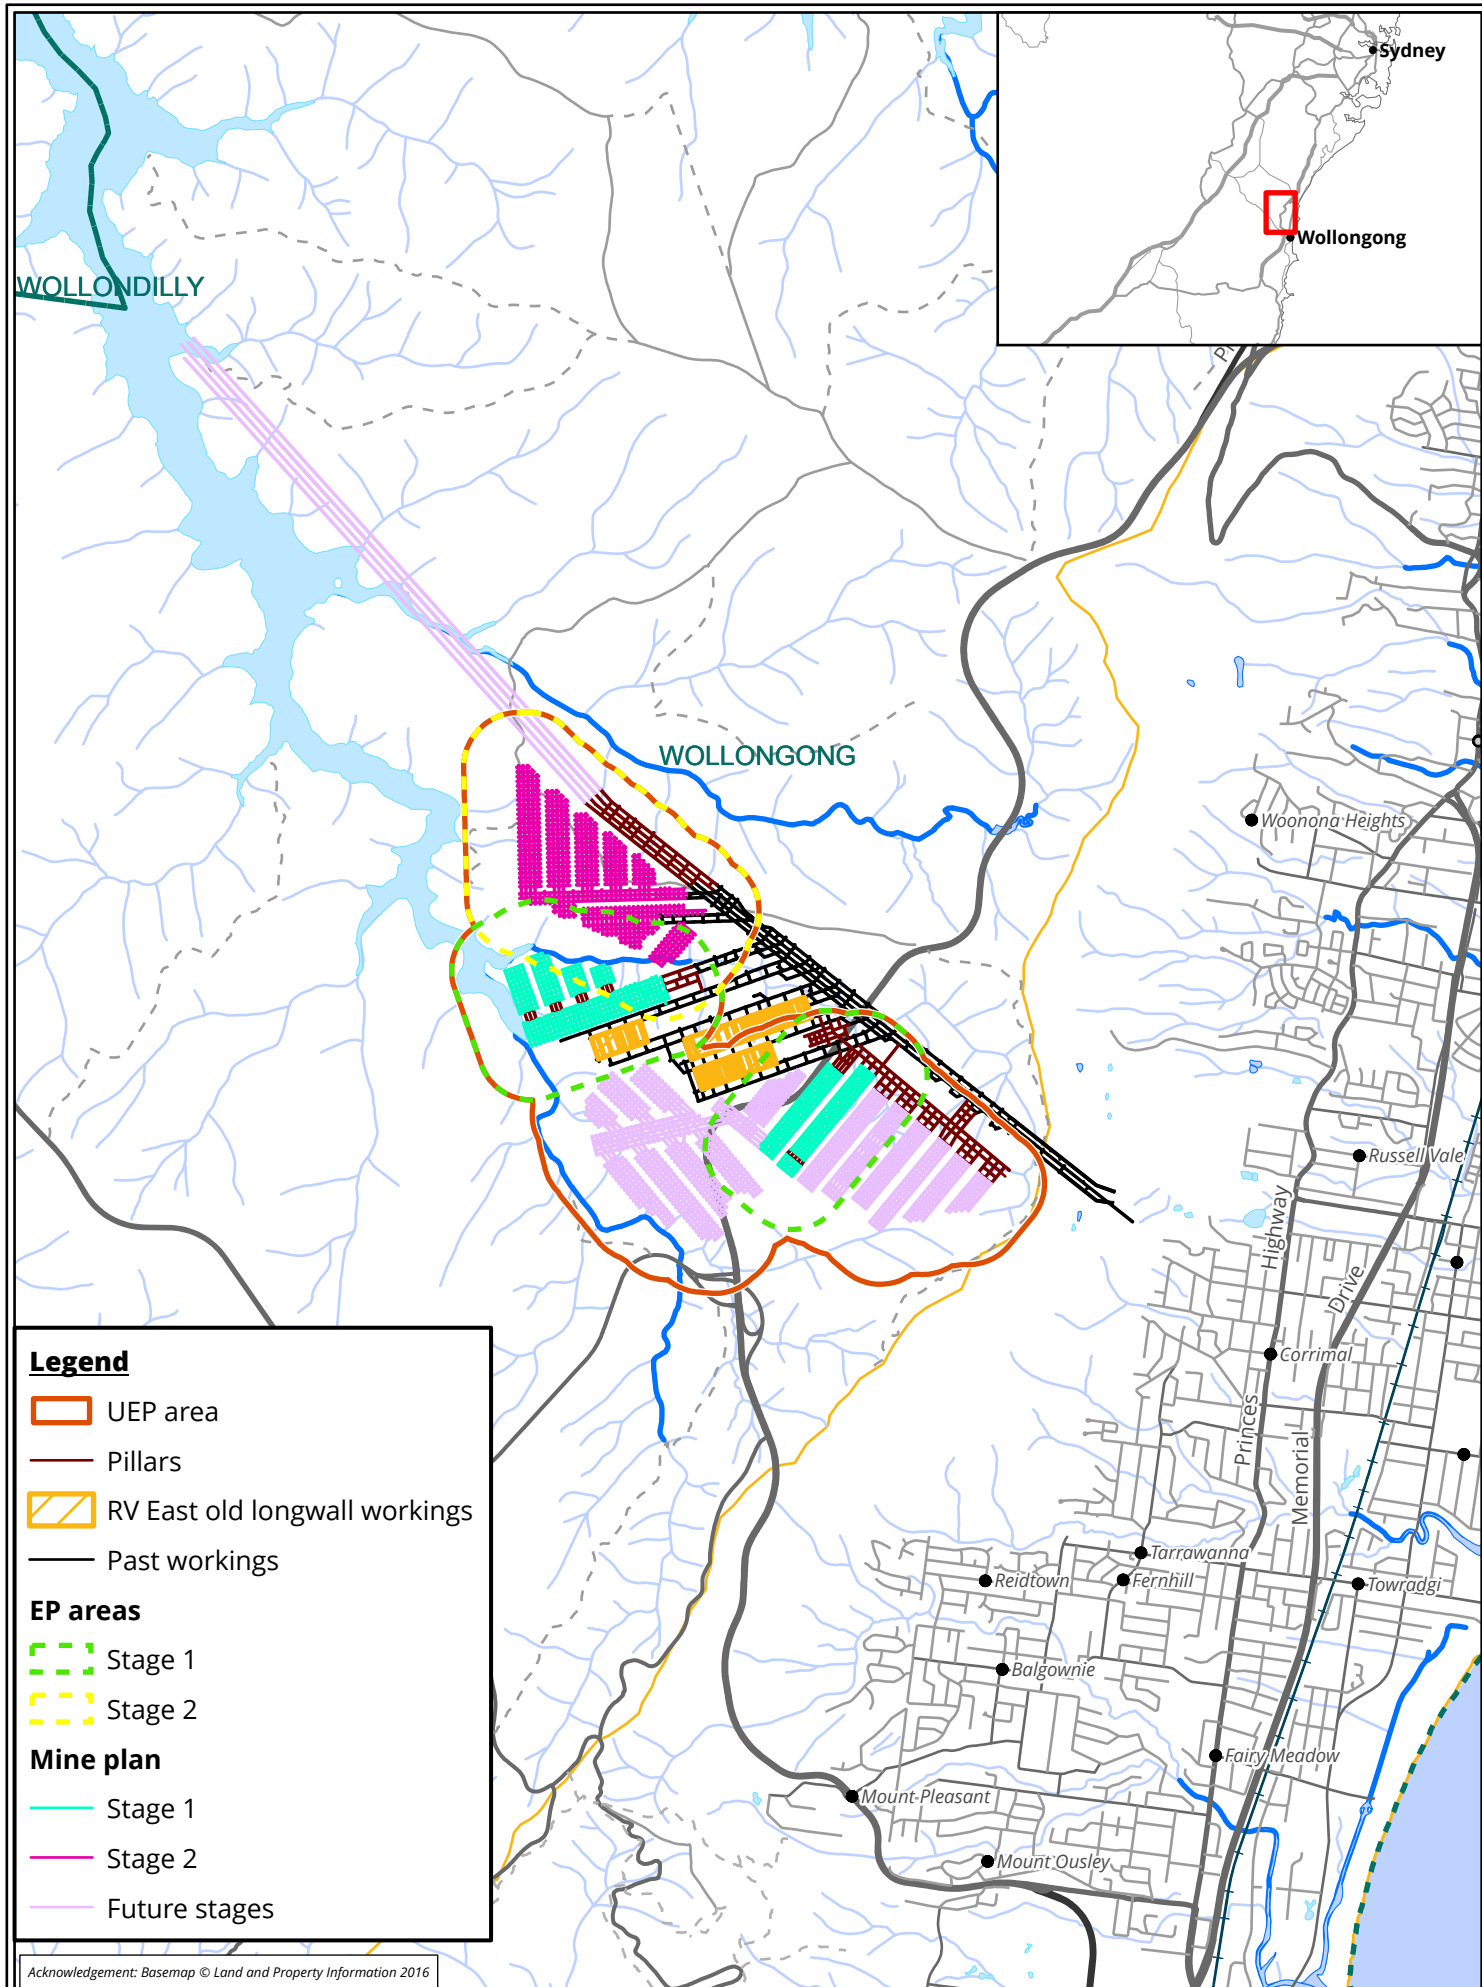 Sydney
Wollongong
WOLLONDILLY
WOLLONGONG
Woonona Heights
Russell Vale
Highway
Drive
Corrimal
Princes
Memorial
Tarrawanna
Reidtown
Fernhill
Towradgi
Balgownie
Fairy Meadow
Mount Pleasant
Mount Ousley
Legend
UEP area
Pillars
RV East old longwall workings
Past workings
EP areas
Stage 1
Stage 2
Mine plan
Stage 1
Stage 2
Future stages
Acknowledgement: Basemap © Land and Property Information 2016